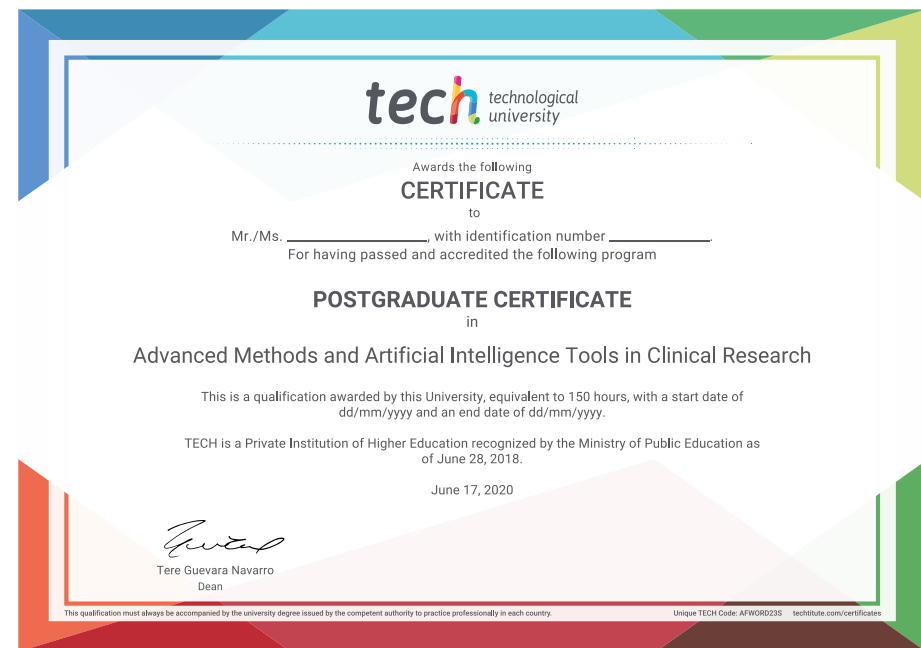 tech technological
university
Awards the following
CERTIFICATE
to
Mr./Ms. ____________________, with identification number ______________.
For having passed and accredited the following program
POSTGRADUATE CERTIFICATE
in
Advanced Methods and Artificial Intelligence Tools in Clinical Research
This is a qualification awarded by this University, equivalent to 150 hours, with a start date of
dd/mm/yyyy and an end date of dd/mm/yyyy.
TECH is a Private Institution of Higher Education recognized by the Ministry of Public Education as
of June 28, 2018.
June 17, 2020
Tere Guevara Navarro
Dean
This qualification must always be accompanied by the university degree issued by the competent authority to practice professionally in each country. Unique TECH Code: AFWORD23S techtitute.com/certificates